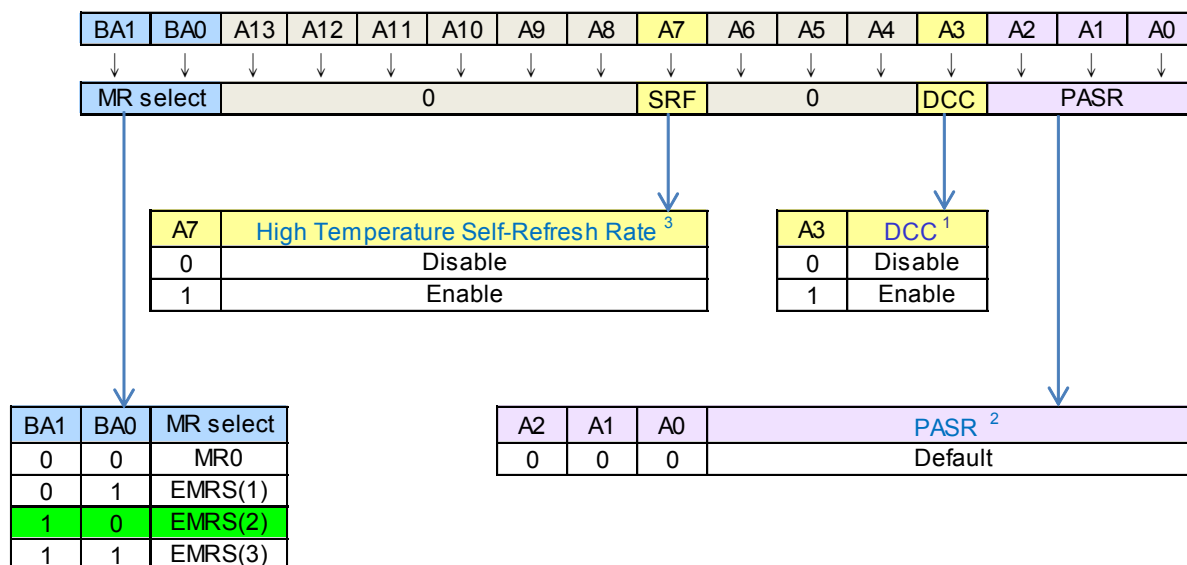 BA1 BA0 A13 A12 A11 A10 A9 A8 A7 A6 A5 A4 A3 A2 A1 A0
MR select 0 SRF 0 DCC PASR
A7 High Temperature Self-Refresh Rate 3
0 Disable
1 Enable
A3 DCC 1
0 Disable
1 Enable
BA1 BA0 MR select
0 0 MR0
0 1 EMRS(1)
1 0 EMRS(2)
1 1 EMRS(3)
A2 A1 A0 PASR 2
0 0 0 Default